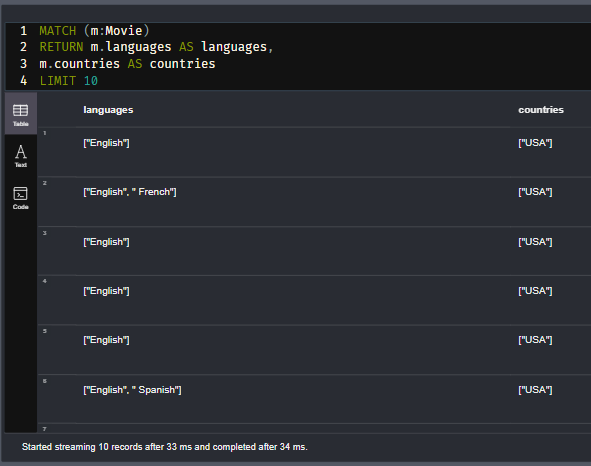 1 MATCH (m:Movie)
2 RETURN m.languages AS languages,
3 m.countries AS countries
4 LIMIT 10
Table
Text
Code
languages countries
1 ["English"] ["USA"]
2 ["English", " French"] ["USA"]
3 ["English"] ["USA"]
4 ["English"] ["USA"]
5 ["English"] ["USA"]
6 ["English", " Spanish"] ["USA"]
7
Started streaming 10 records after 33 ms and completed after 34 ms.